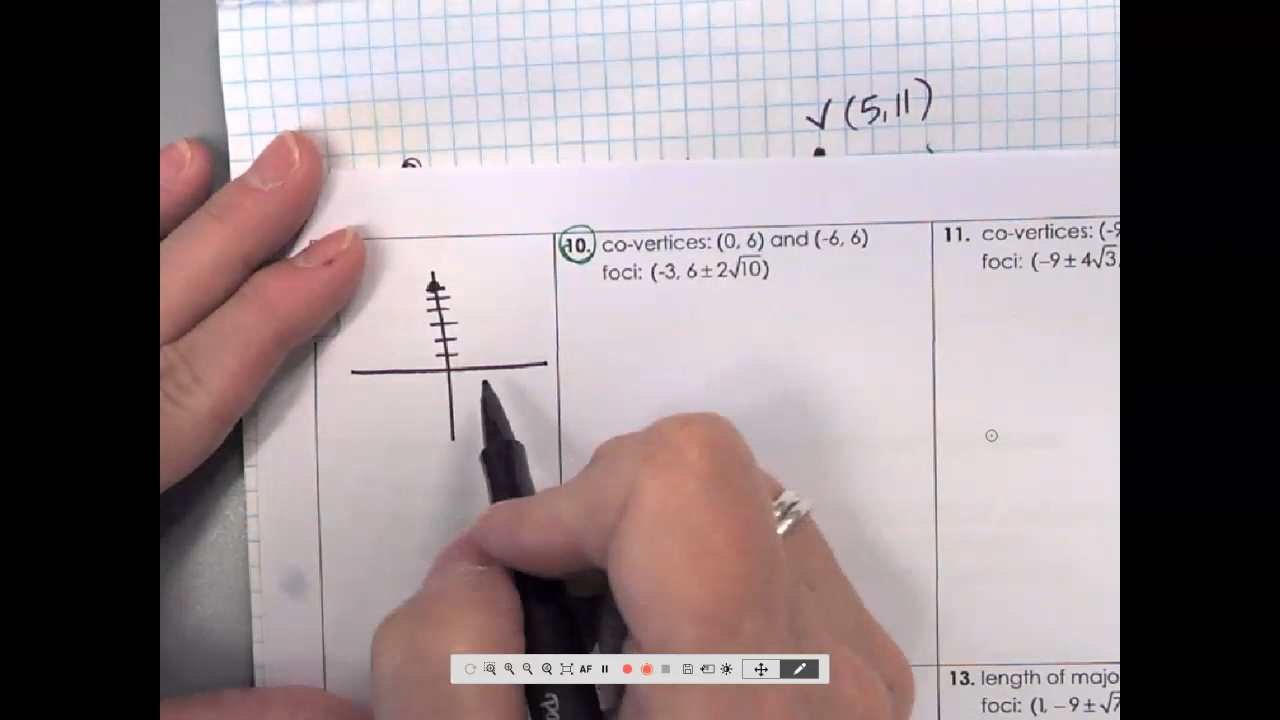 √ (5,11)
10. co-vertices: (0, 6) and (-6, 6)
foci: (-3, 6 ± 2√10)
11. co-vertices: (-9
foci: (-9 ± 4√3,
13. length of majo
foci: (1, -9 ± √7
AF